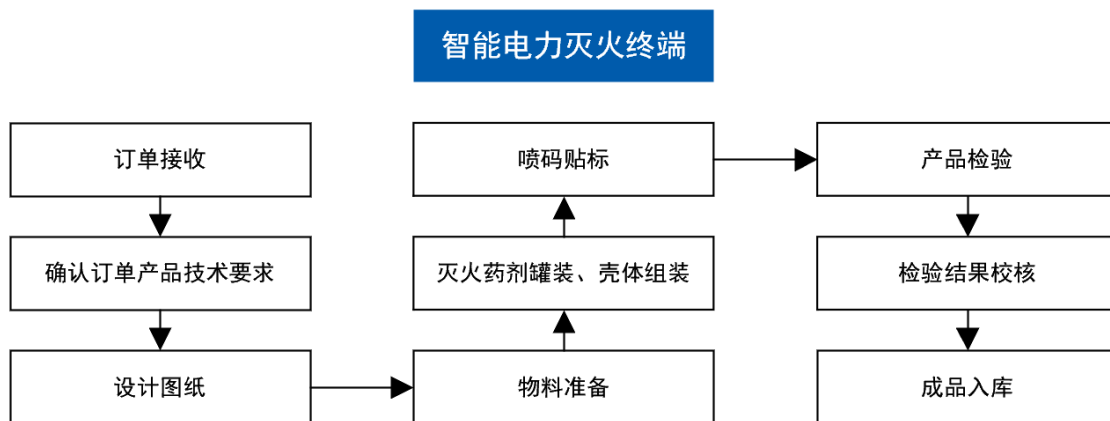 智能电力灭火终端
订单接收
确认订单产品技术要求
设计图纸
物料准备
灭火药剂罐装、壳体组装
喷码贴标
产品检验
检验结果校核
成品入库